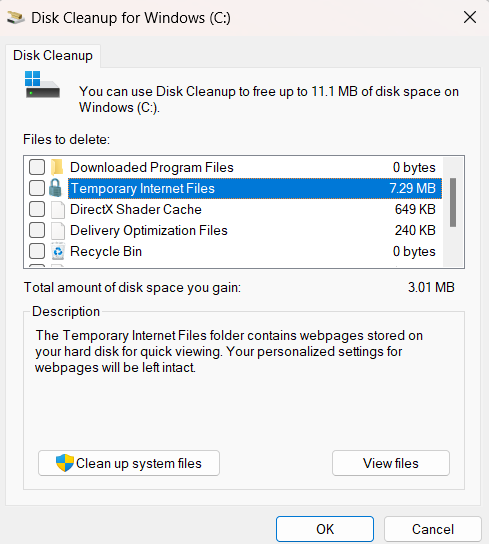 Disk Cleanup for Windows (C:)
Disk Cleanup
You can use Disk Cleanup to free up to 11.1 MB of disk space on
Windows (C:).
Files to delete:
Downloaded Program Files 0 bytes
Temporary Internet Files 7.29 MB
DirectX Shader Cache 649 KB
Delivery Optimization Files 240 KB
Recycle Bin 0 bytes
Total amount of disk space you gain: 3.01 MB
Description
The Temporary Internet Files folder contains webpages stored on
your hard disk for quick viewing. Your personalized settings for
webpages will be left intact.
Clean up system files View files
OK Cancel